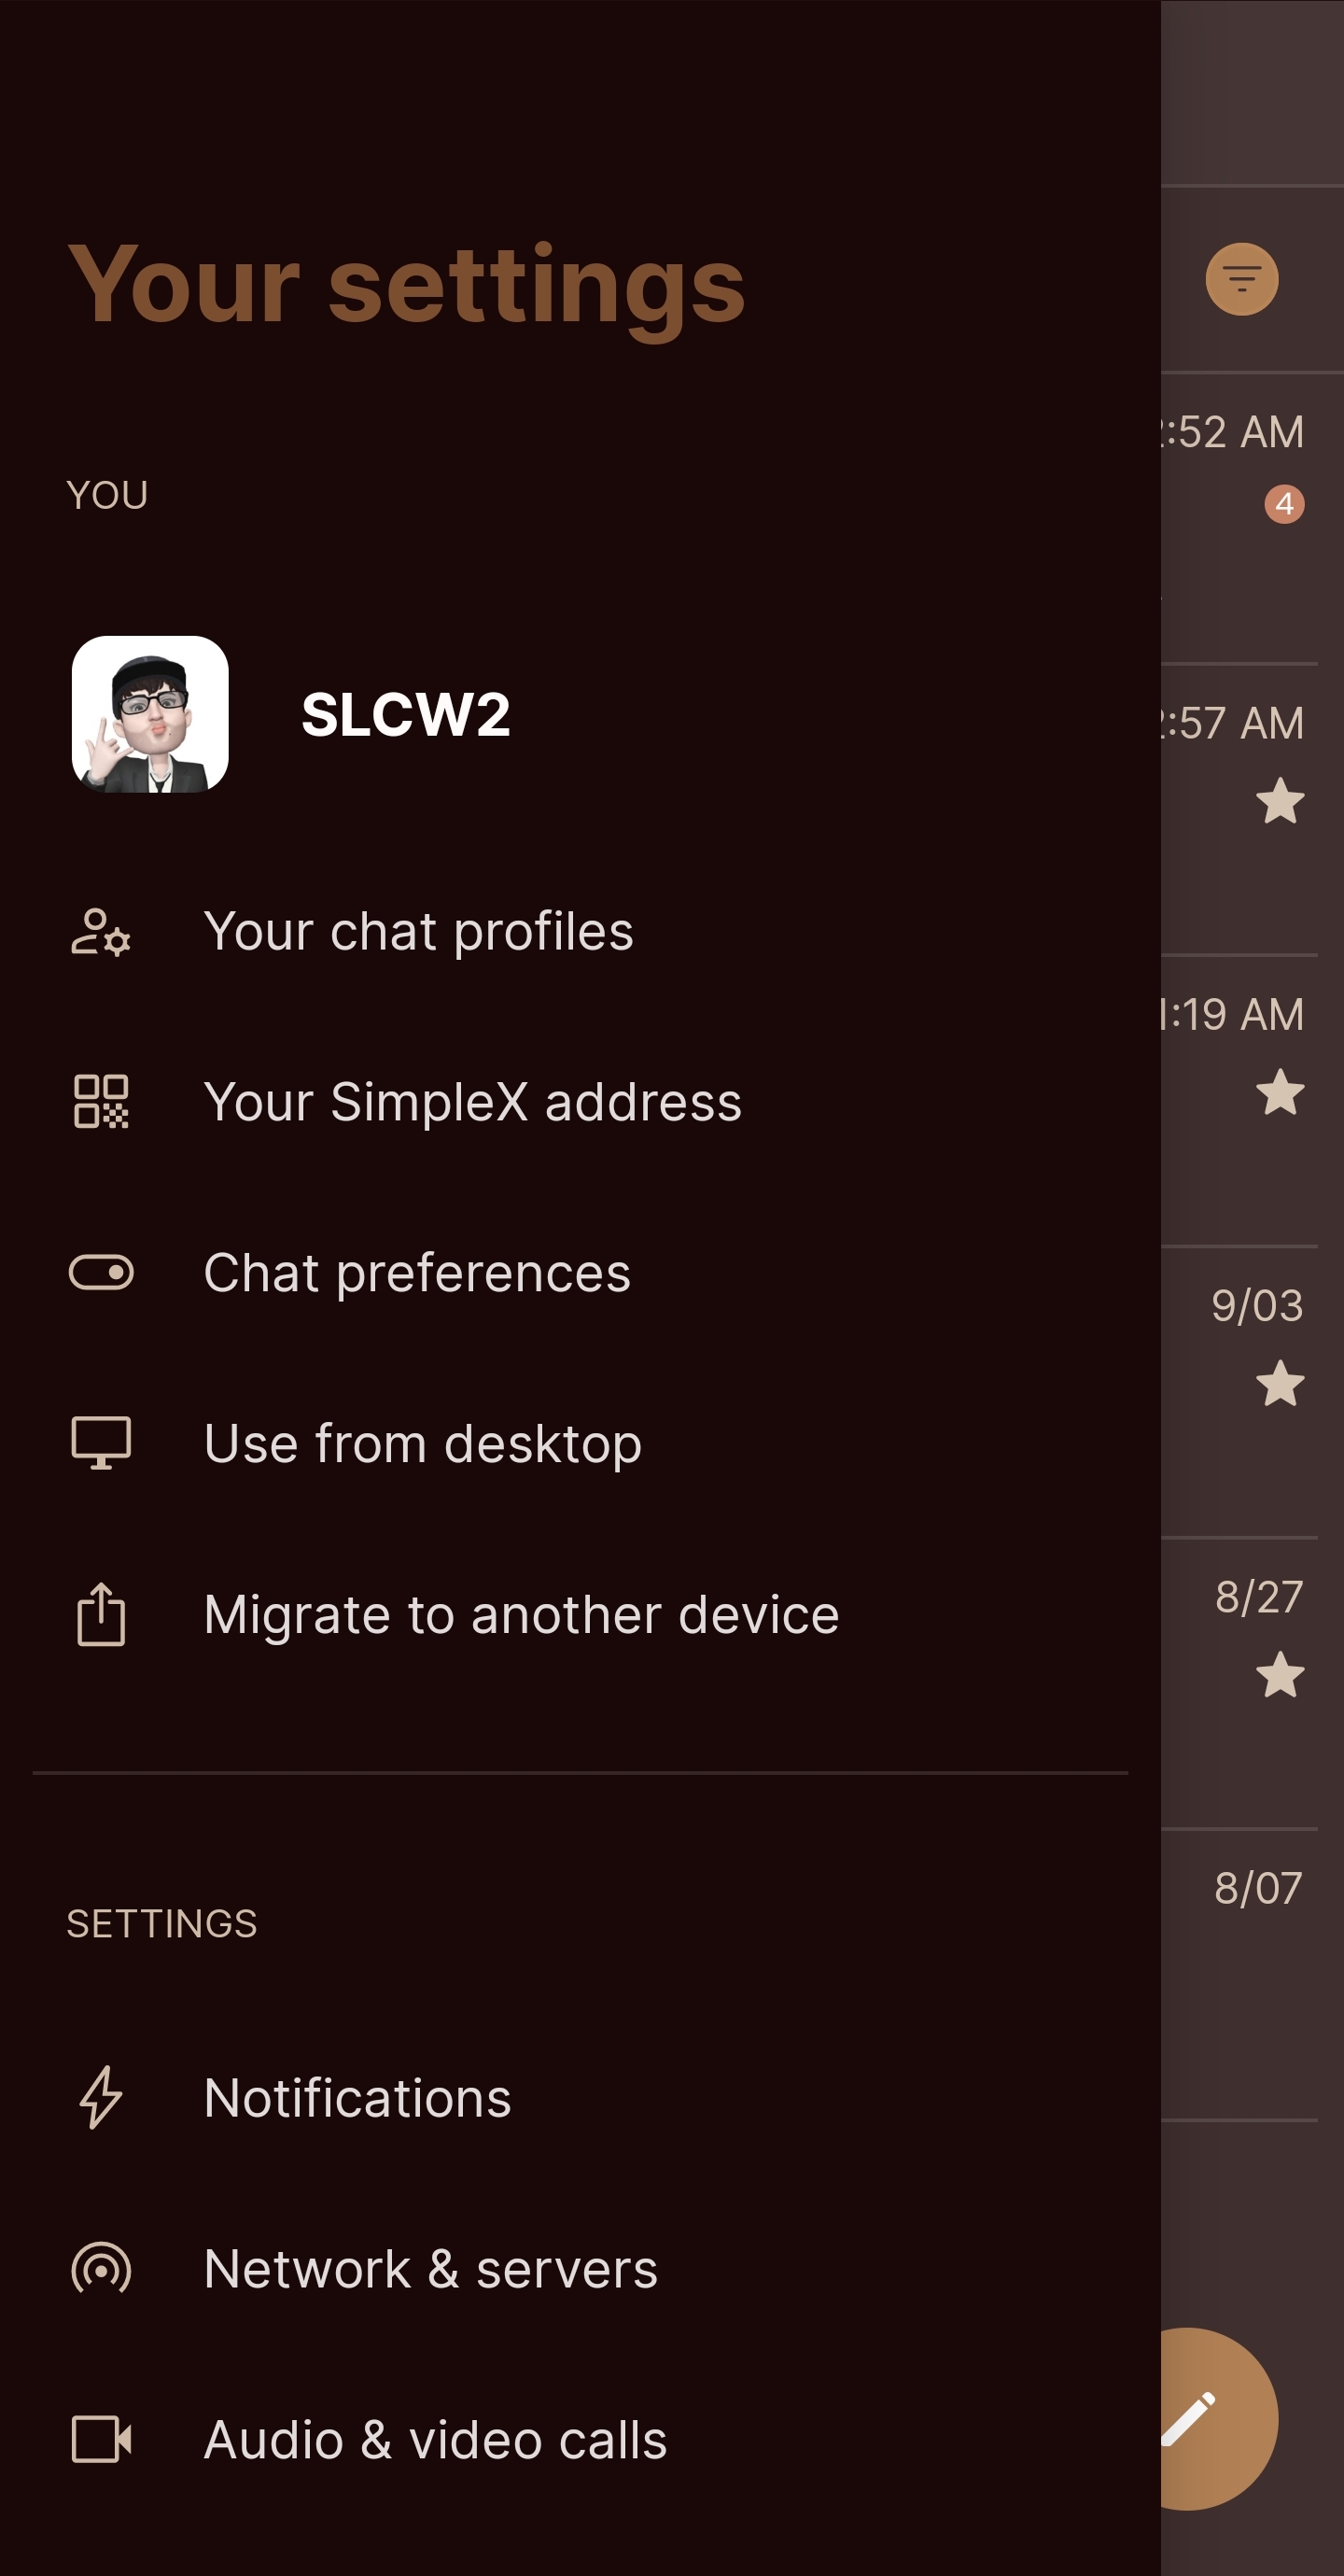 Your settings
YOU
SLCW2
Your chat profiles
Your SimpleX address
Chat preferences
Use from desktop
Migrate to another device
SETTINGS
Notifications
Network & servers
Audio & video calls
:52 AM
4
:57 AM
1:19 AM
9/03
8/27
8/07